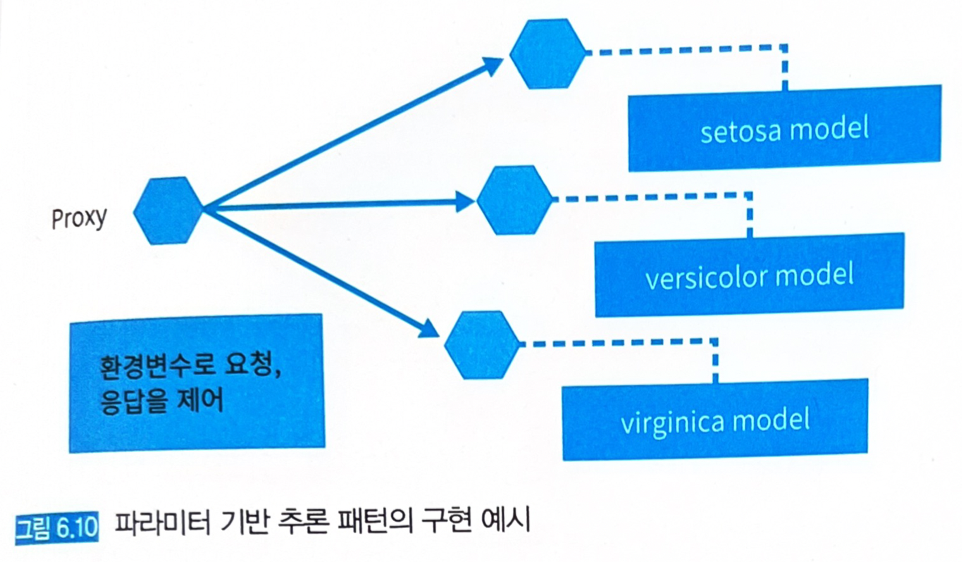 setosa model
Proxy
versicolor model
환경변수로 요청,
응답을 제어
virginica model
그림 6.10 파라미터 기반 추론 패턴의 구현 예시